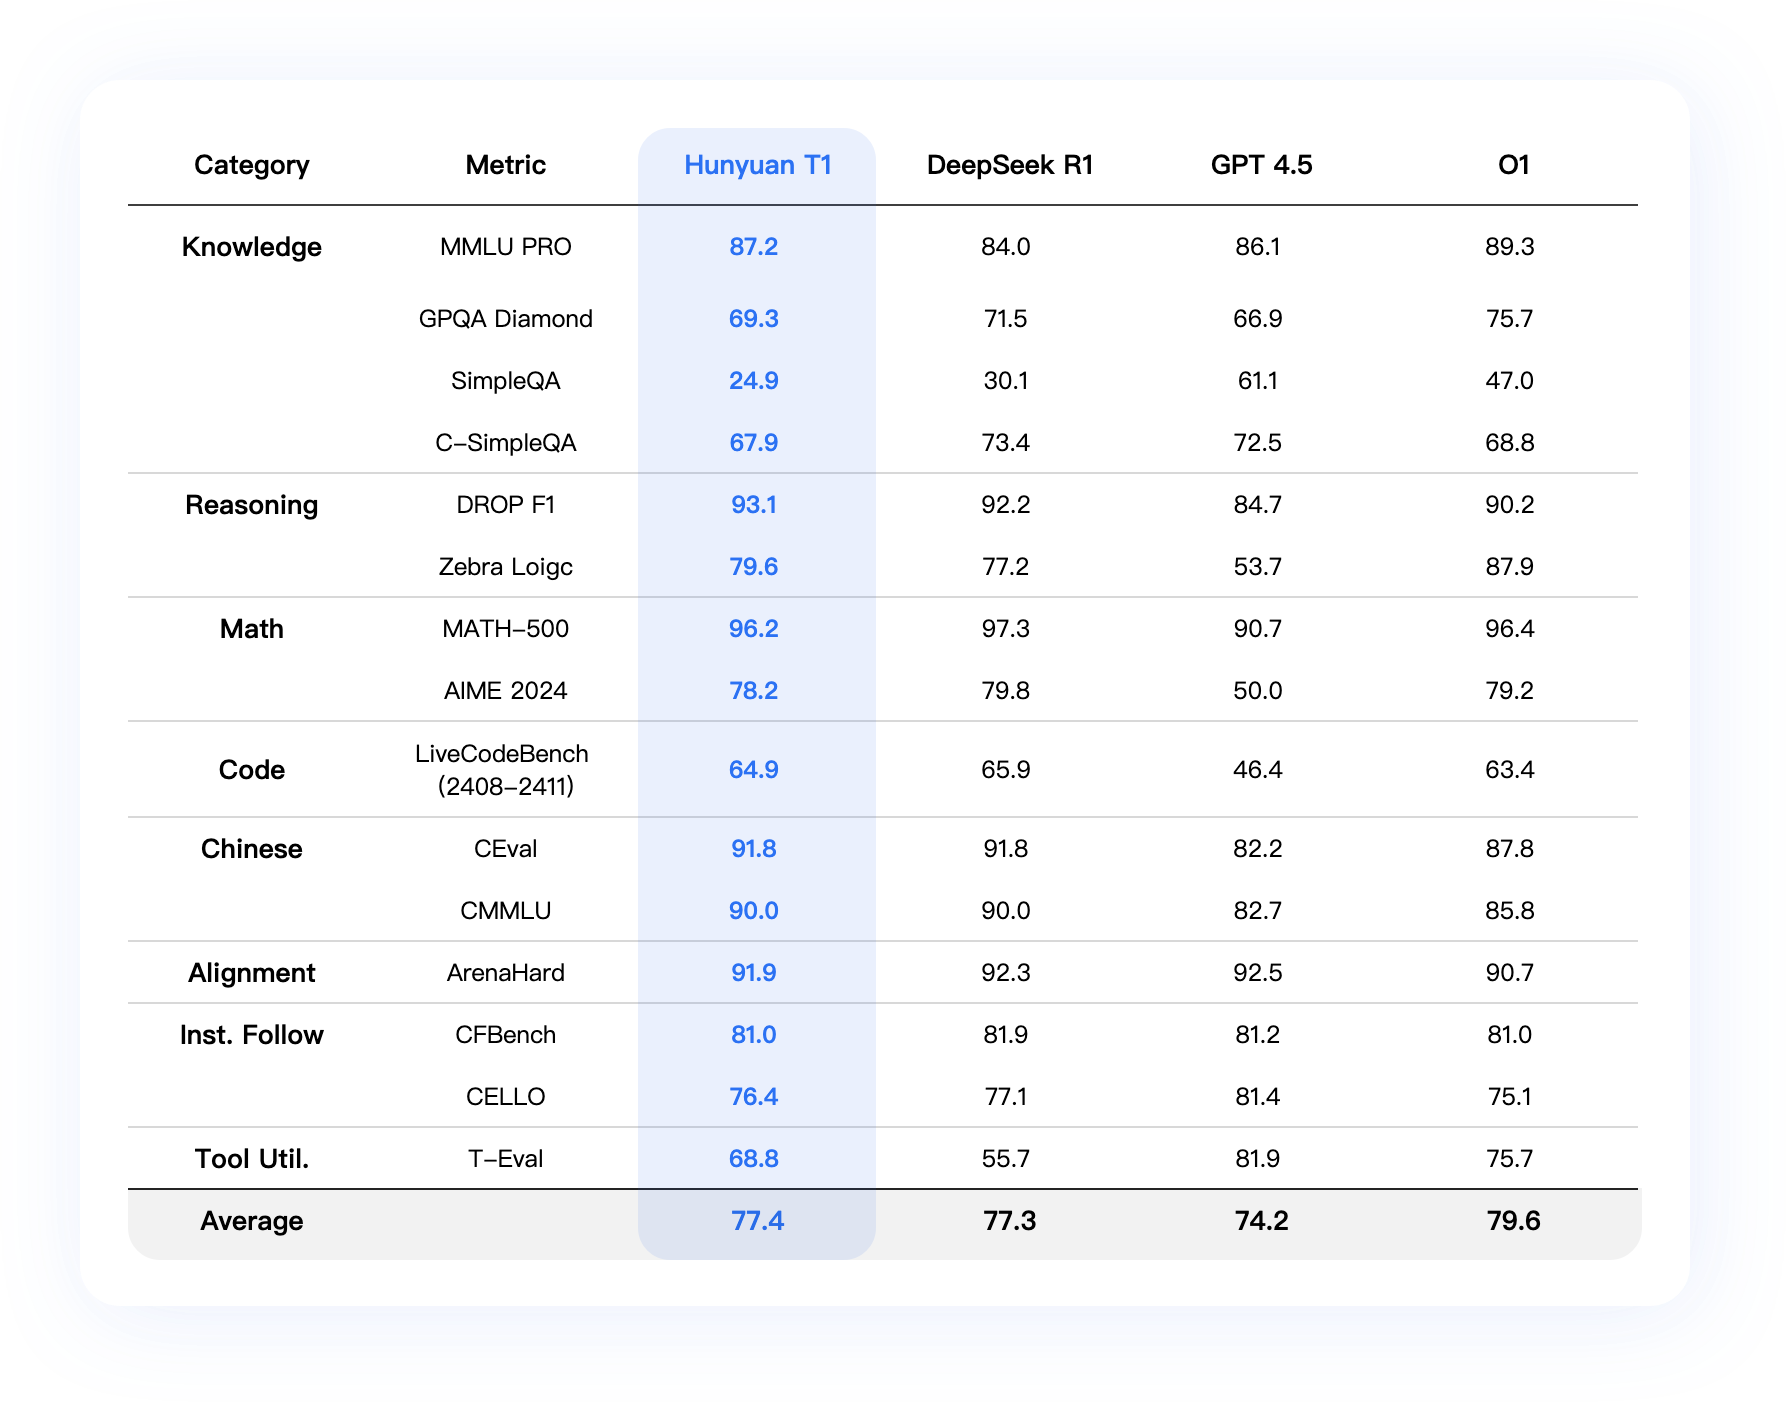 Category Metric Hunyuan T1 DeepSeek R1 GPT 4.5 O1
Knowledge MMLU PRO 87.2 84.0 86.1 89.3
GPQA Diamond 69.3 71.5 66.9 75.7
SimpleQA 24.9 30.1 61.1 47.0
C-SimpleQA 67.9 73.4 72.5 68.8
Reasoning DROP F1 93.1 92.2 84.7 90.2
Zebra Loigc 79.6 77.2 53.7 87.9
Math MATH-500 96.2 97.3 90.7 96.4
AIME 2024 78.2 79.8 50.0 79.2
Code LiveCodeBench
(2408-2411) 64.9 65.9 46.4 63.4
Chinese CEval 91.8 91.8 82.2 87.8
CMMLU 90.0 90.0 82.7 85.8
Alignment ArenaHard 91.9 92.3 92.5 90.7
Inst. Follow CFBench 81.0 81.9 81.2 81.0
CELLO 76.4 77.1 81.4 75.1
Tool Util. T-Eval 68.8 55.7 81.9 75.7
Average 77.4 77.3 74.2 79.6